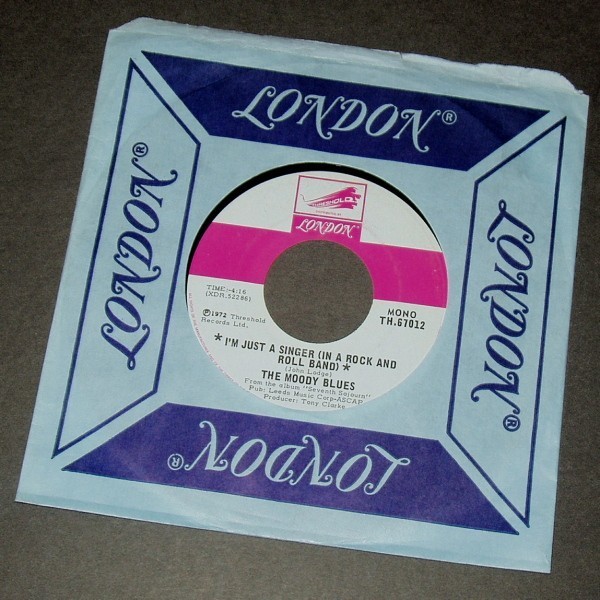 LONDON®
LONDON®
LONDON®
LONDON®
THRESHOLD
LONDON®
TIME:-4:16
(XDR.52286)
MONO
TH.67012
℗1972 Threshold
Records Ltd.
* I'M JUST A SINGER (IN A ROCK AND
ROLL BAND) *
(John Lodge)
THE MOODY BLUES
From the album "Seventh Sojourn"
Pub: Leeds Music Corp-ASCAP
Producer: Tony Clarke